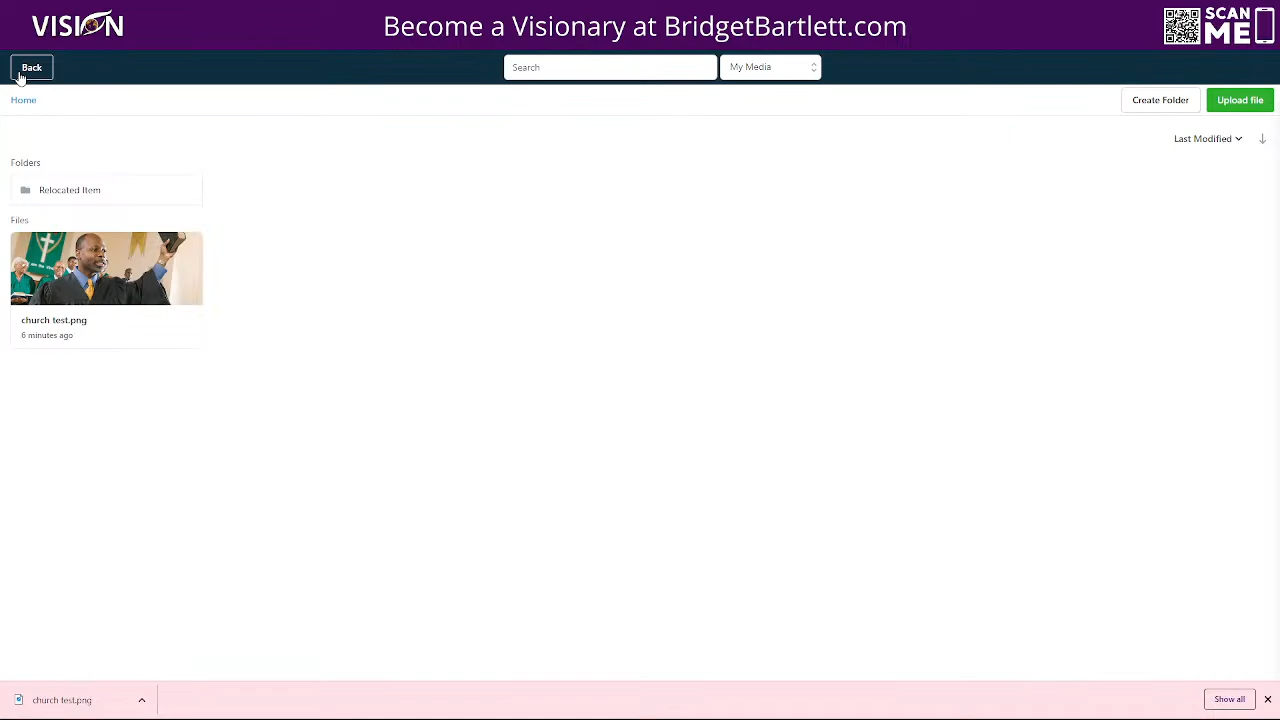 VISION
Become a Visionary at BridgetBartlett.com
SCAN
ME
Back
Search
My Media
Home
Create Folder
Upload file
Last Modified
Folders
Relocated Item
Files
church test.png
6 minutes ago
church test.png
Show all